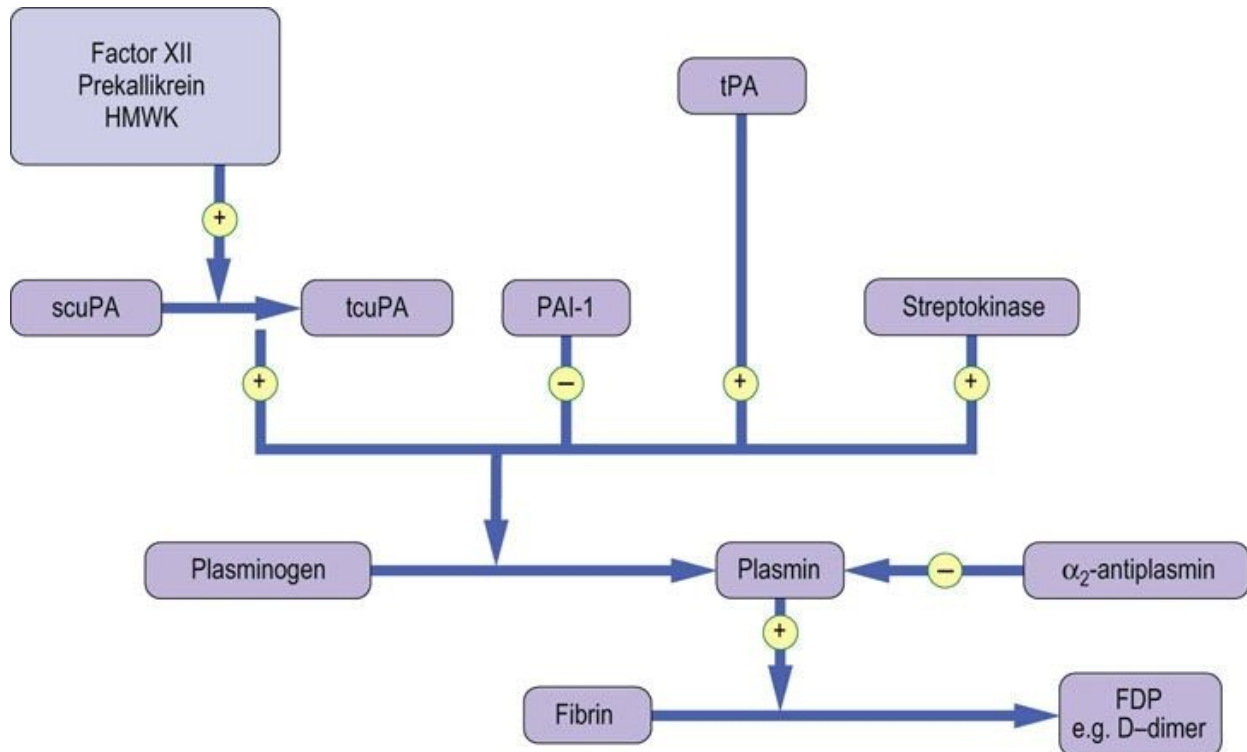 Factor XII
Prekallikrein
HMWK
tPA
+
scuPA
tcuPA
PAI-1
Streptokinase
+
−
+
+
Plasminogen
Plasmin
−
α₂-antiplasmin
+
Fibrin
FDP
e.g. D–dimer